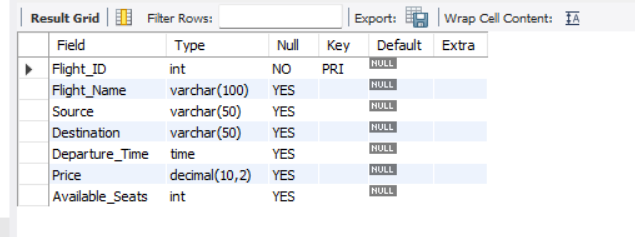 Result Grid Filter Rows: Export: Wrap Cell Content: IA
Field Type Null Key Default Extra
Flight_ID int NO PRI NULL
Flight_Name varchar(100) YES NULL
Source varchar(50) YES NULL
Destination varchar(50) YES NULL
Departure_Time time YES NULL
Price decimal(10,2) YES NULL
Available_Seats int YES NULL